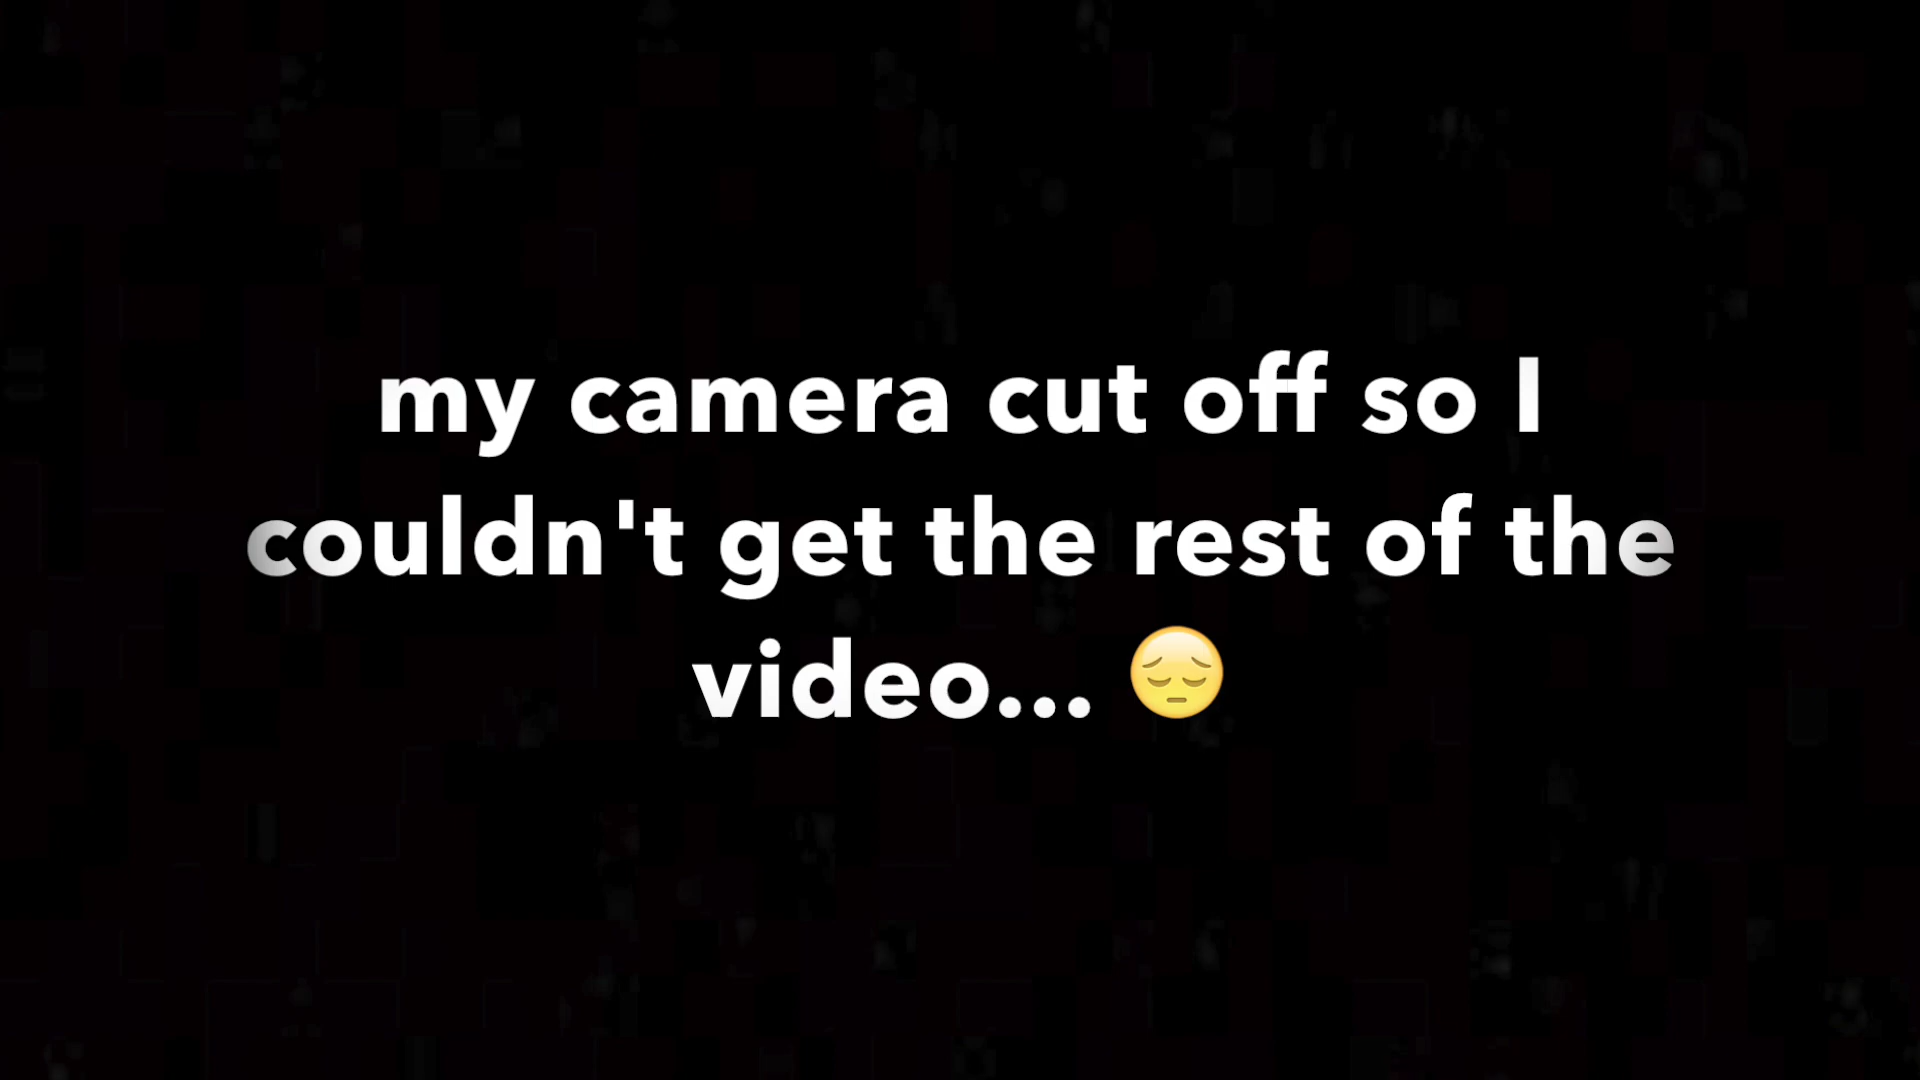 my camera cut off so I
couldn't get the rest of the
video... 😔